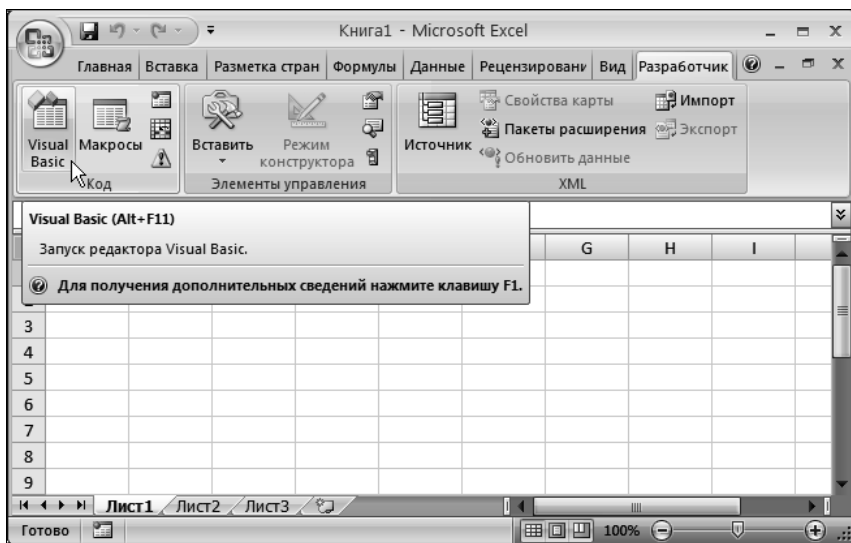 Книга1 - Microsoft Excel
Главная Вставка Разметка стран Формулы Данные Рецензировани Вид Разработчик
Visual Basic
Макросы
Код
Вставить
Режим конструктора
Элементы управления
Источник
Свойства карты
Пакеты расширения
Обновить данные
Импорт
Экспорт
XML
Visual Basic (Alt+F11)
Запуск редактора Visual Basic.
Для получения дополнительных сведений нажмите клавишу F1.
G H I
3
4
5
6
7
8
9
Лист1 Лист2 Лист3
Готово 100%